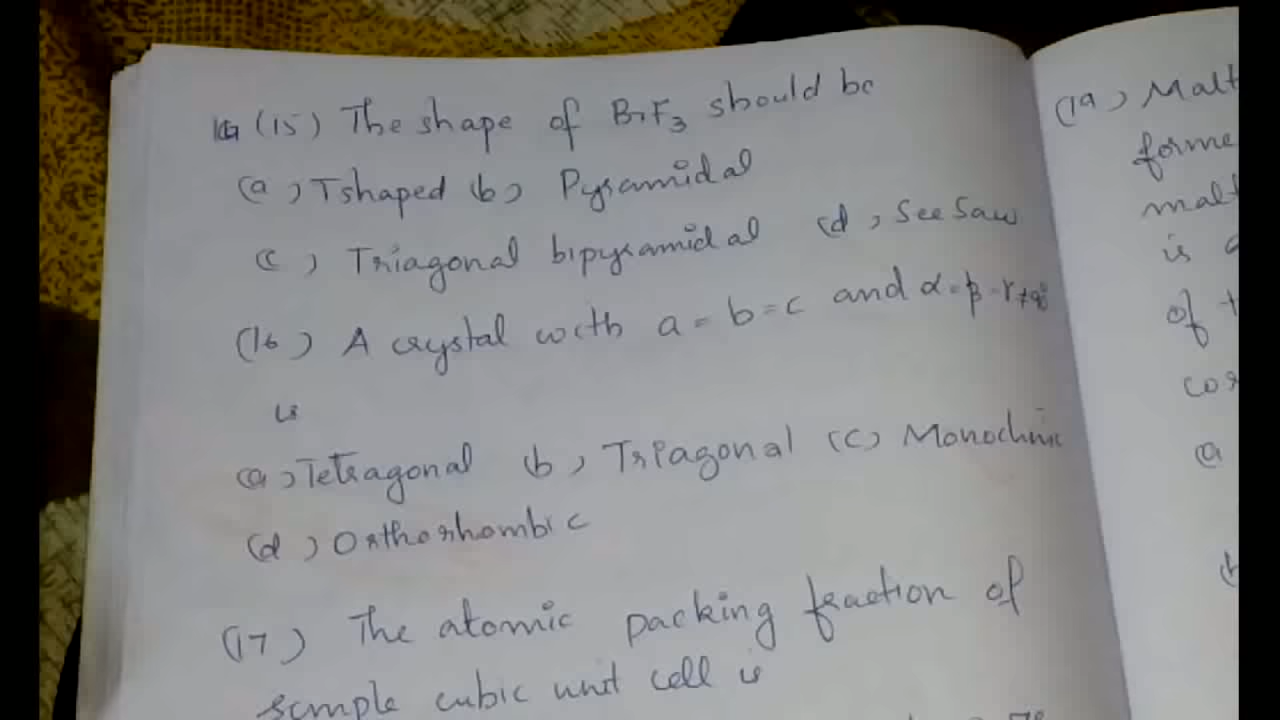 (15) The shape of BrF3 should be
(a) T shaped (b) Pyramidal
(c) Triagonal bipyramidal (d) See Saw
(16) A crystal with a = b = c and α = β = γ ≠ 90°
is
(a) Tetragonal (b) Triagonal (c) Monoclinic
(d) Orthorhombic
(17) The atomic packing fraction of
simple cubic unit cell is
(19) Malt
forme
malt
is
of t
cos
(a